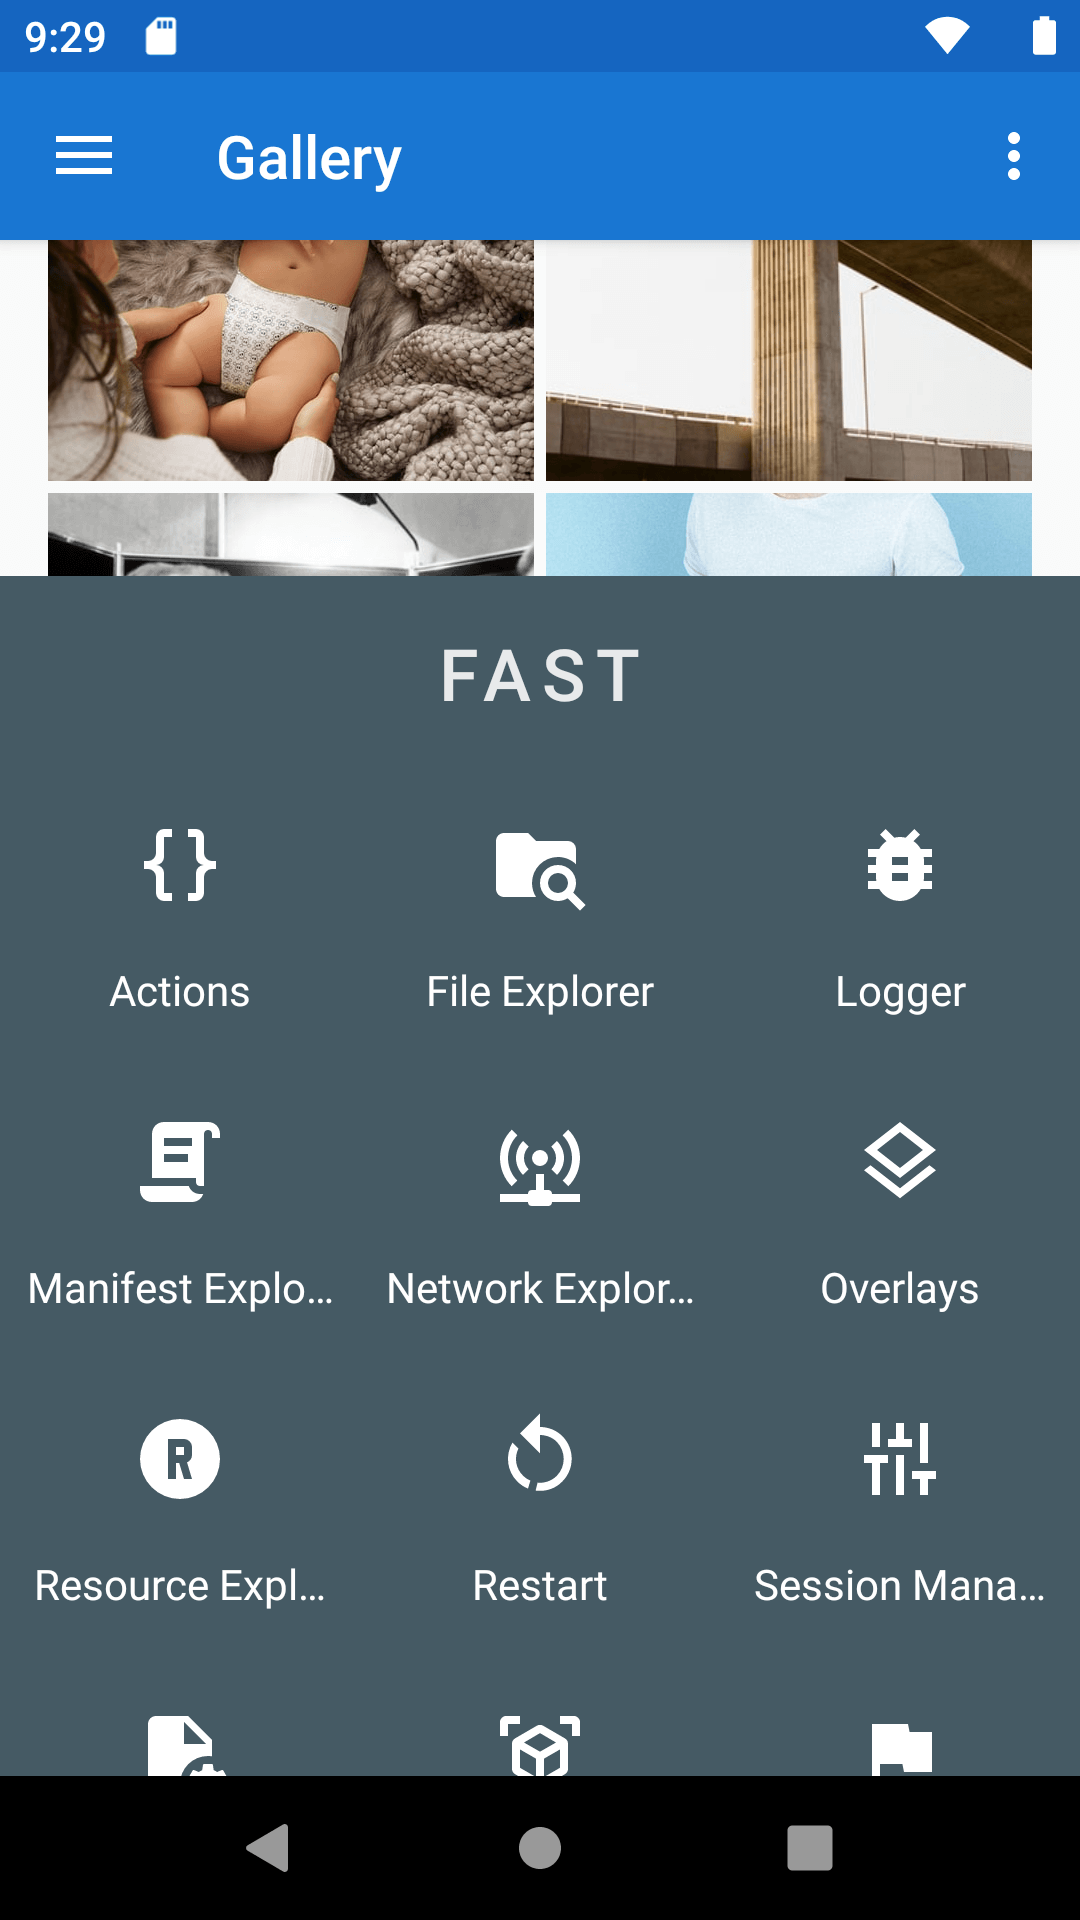 9:29
Gallery
FAST
Actions
File Explorer
Logger
Manifest Explo...
Network Explor...
Overlays
Resource Expl...
Restart
Session Mana...